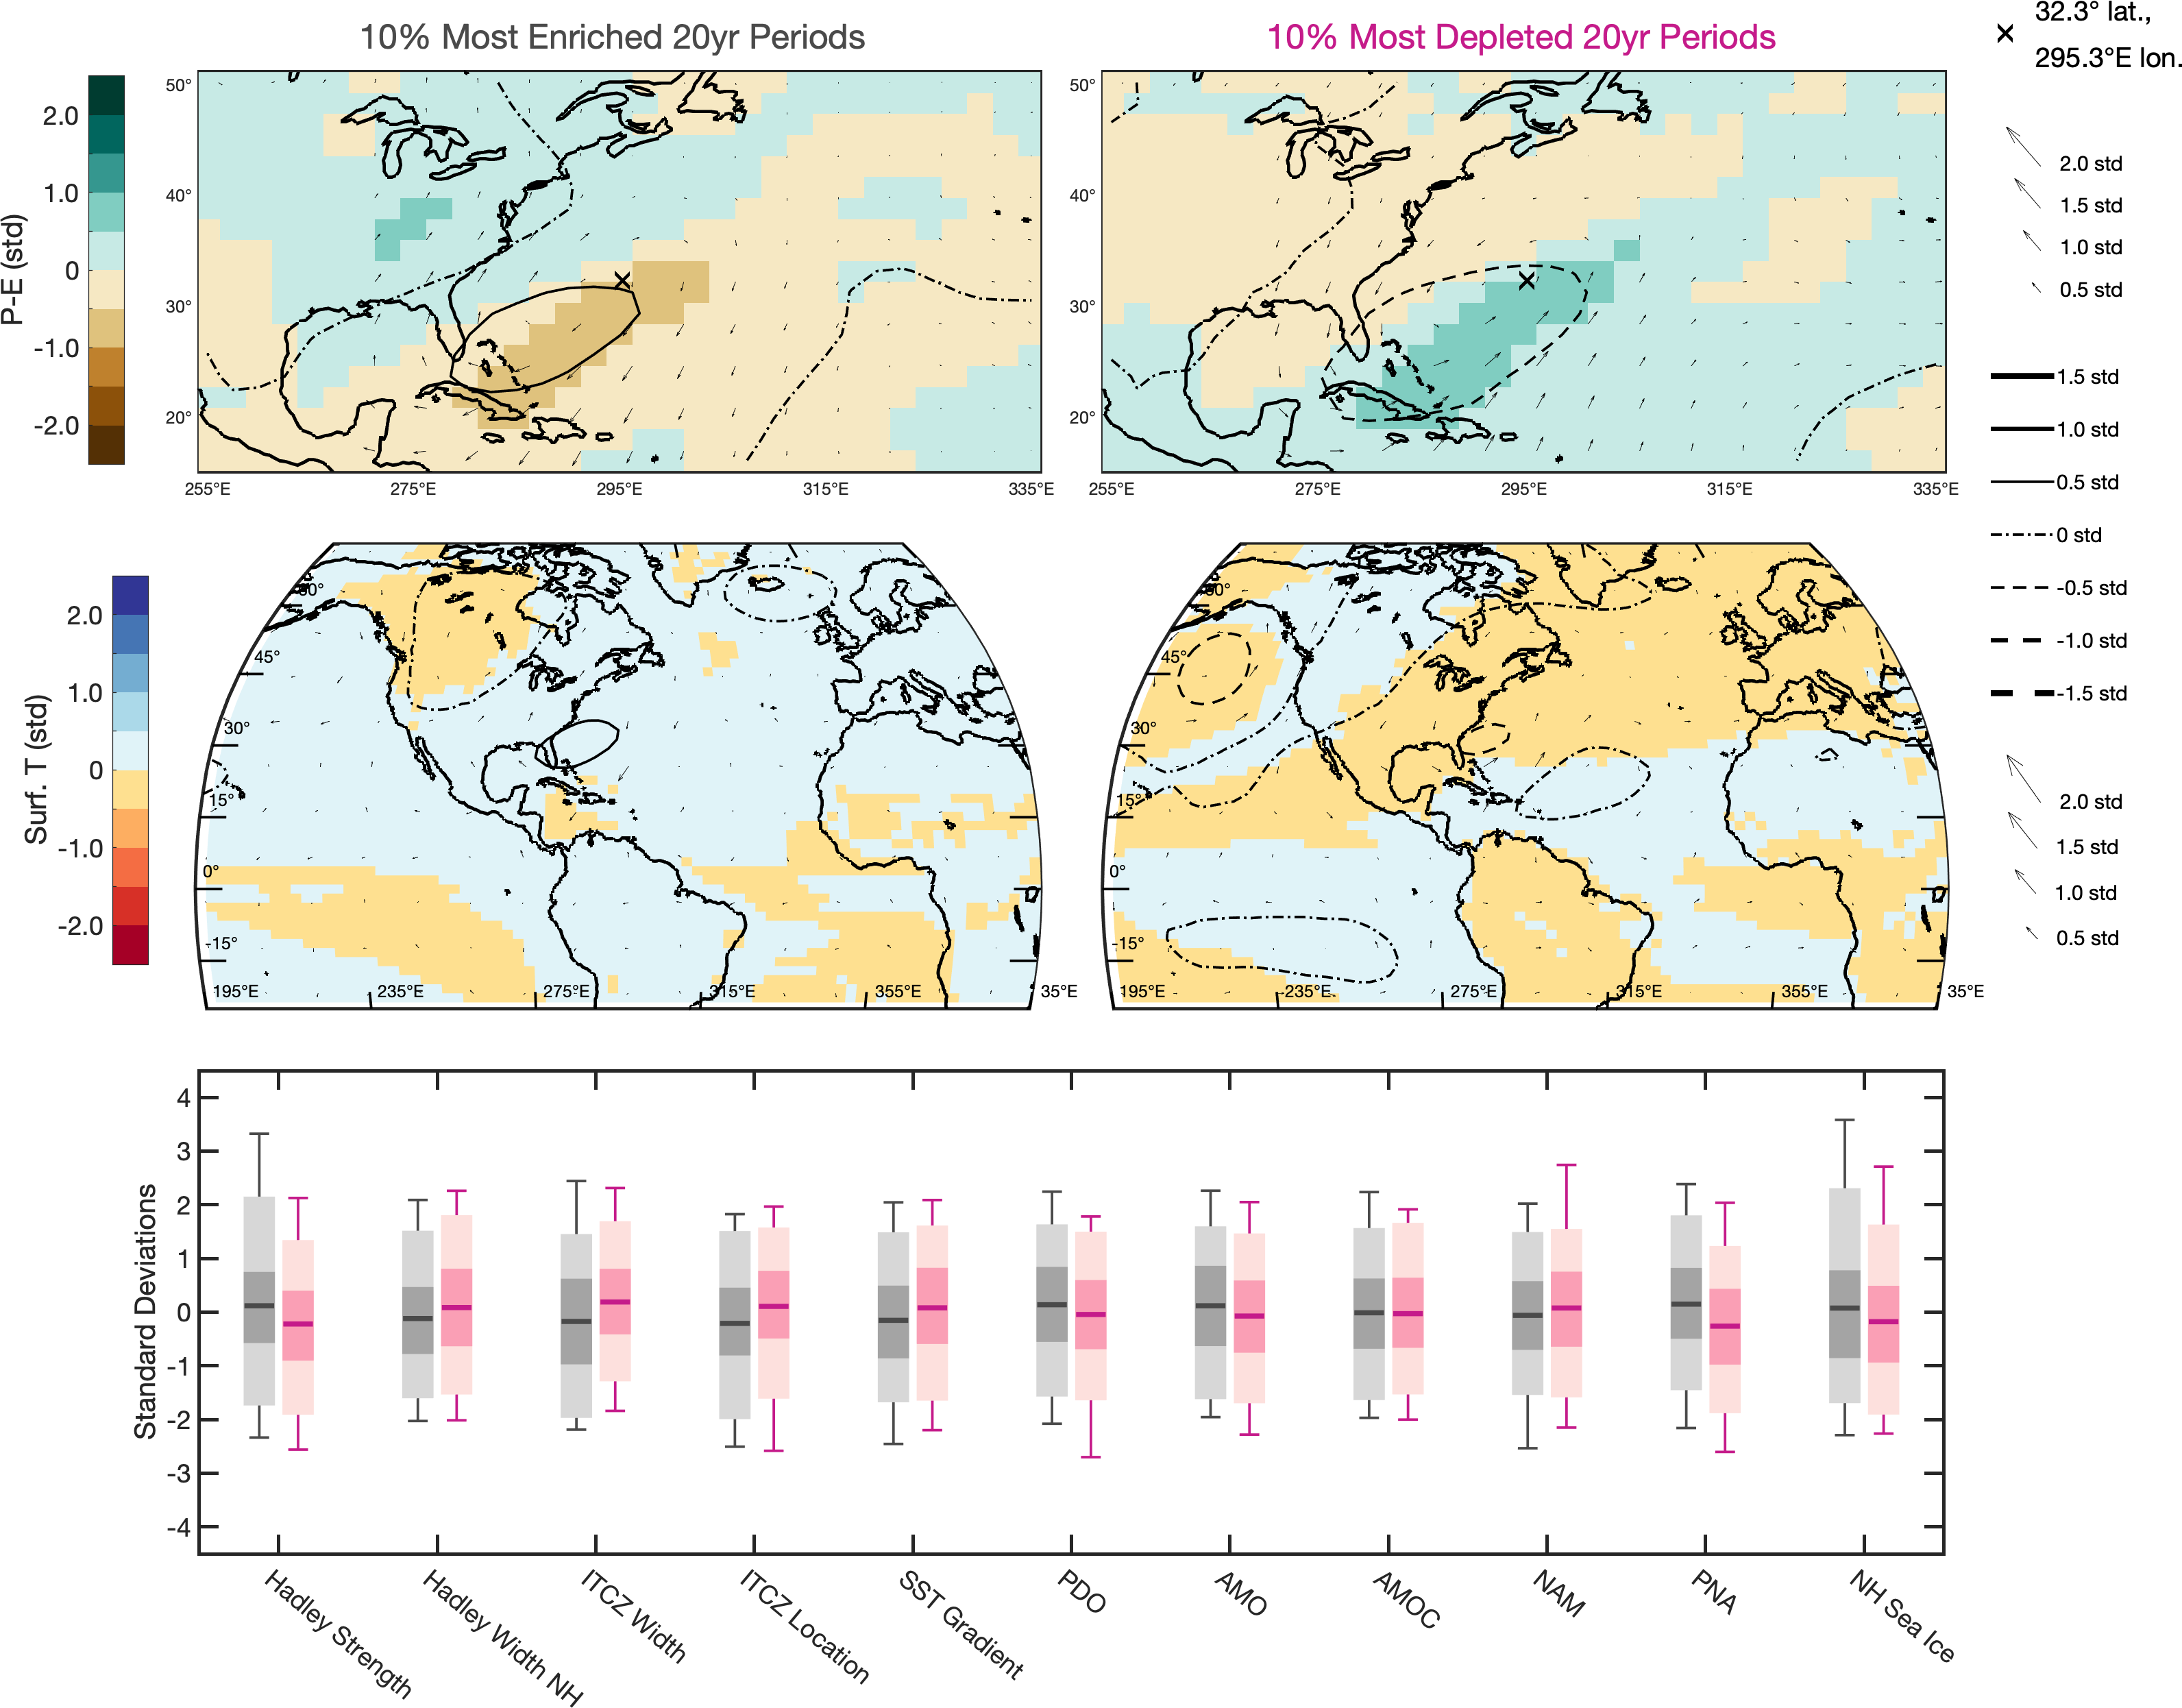 10% Most Enriched 20yr Periods
10% Most Depleted 20yr Periods
32.3° lat.,
295.3°E lon.
P-E (std)
2.0
1.0
0
-1.0
-2.0
50°
40°
30°
20°
255°E 275°E 295°E 315°E 335°E
50°
40°
30°
20°
255°E 275°E 295°E 315°E 335°E
2.0 std
1.5 std
1.0 std
0.5 std
1.5 std
1.0 std
0.5 std
0 std
-0.5 std
-1.0 std
-1.5 std
Surf. T (std)
2.0
1.0
0
-1.0
-2.0
45°
30°
15°
0°
-15°
195°E 235°E 275°E 315°E 355°E 35°E
45°
30°
15°
0°
-15°
195°E 235°E 275°E 315°E 355°E 35°E
2.0 std
1.5 std
1.0 std
0.5 std
Standard Deviations
4
3
2
1
0
-1
-2
-3
-4
Hadley Strength
Hadley Width NH
ITCZ Width
ITCZ Location
SST Gradient
PDO
AMO
AMOC
NAM
PNA
NH Sea Ice